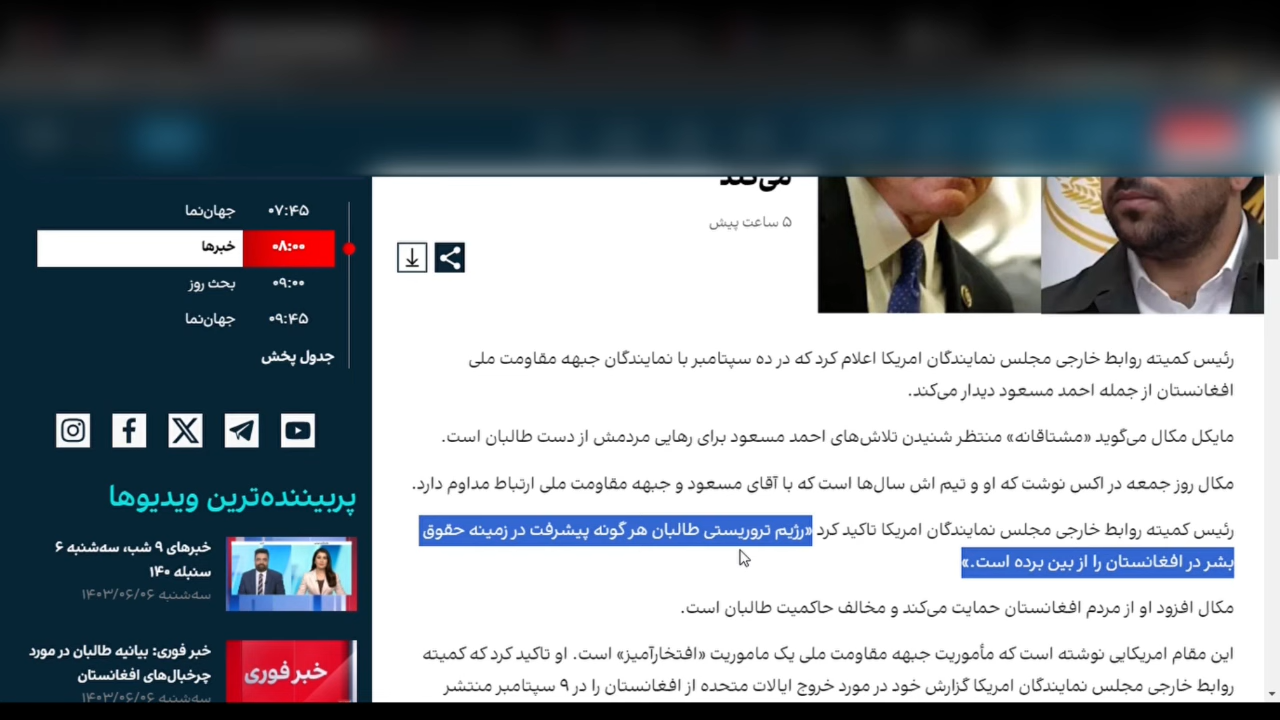 می‌کند
۵ ساعت پیش
رئیس کمیته روابط خارجی مجلس نمایندگان امریکا اعلام کرد که در ده سپتامبر با نمایندگان جبهه مقاومت ملی
افغانستان از جمله احمد مسعود دیدار می‌کند.
مایکل مکال می‌گوید «مشتاقانه» منتظر شنیدن تلاش‌های احمد مسعود برای رهایی مردمش از دست طالبان است.
مکال روز جمعه در اکس نوشت که او و تیم اش سال‌ها است که با آقای مسعود و جبهه مقاومت ملی ارتباط مداوم دارد.
رئیس کمیته روابط خارجی مجلس نمایندگان امریکا تاکید کرد «رژیم تروریستی طالبان هر گونه پیشرفت در زمینه حقوق
بشر در افغانستان را از بین برده است.»
مکال افزود او از مردم افغانستان حمایت می‌کند و مخالف حاکمیت طالبان است.
این مقام امریکایی نوشته است که مأموریت جبهه مقاومت ملی یک ماموریت «افتخارآمیز» است. او تاکید کرد که کمیته
روابط خارجی مجلس نمایندگان امریکا گزارش خود در مورد خروج ایالات متحده از افغانستان را در ۹ سپتامبر منتشر
۰۷:۴۵ جهان‌نما
۰۸:۰۰ خبرها
۰۹:۰۰ بحث روز
۰۹:۴۵ جهان‌نما
جدول پخش
پربیننده‌ترین ویدیوها
خبرهای ۹ شب، سه‌شنبه ۶
سنبله ۱۴۰
سه‌شنبه ۱۴۰۳/۰۶/۰۶
خبر فوری
خبر فوری: بیانیه طالبان در مورد
چرخبال‌های افغانستان
سه‌شنبه ۱۴۰۳/۰۶/۰۶